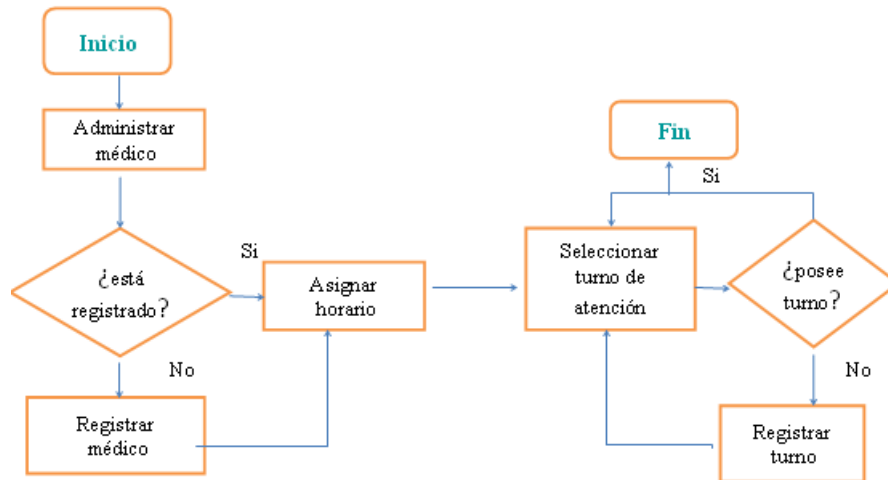 Inicio
Administrar
médico
¿está
registrado?
Si
No
Registrar
médico
Asignar
horario
Seleccionar
turno de
atención
¿posee
turno?
Si
Fin
No
Registrar
turno